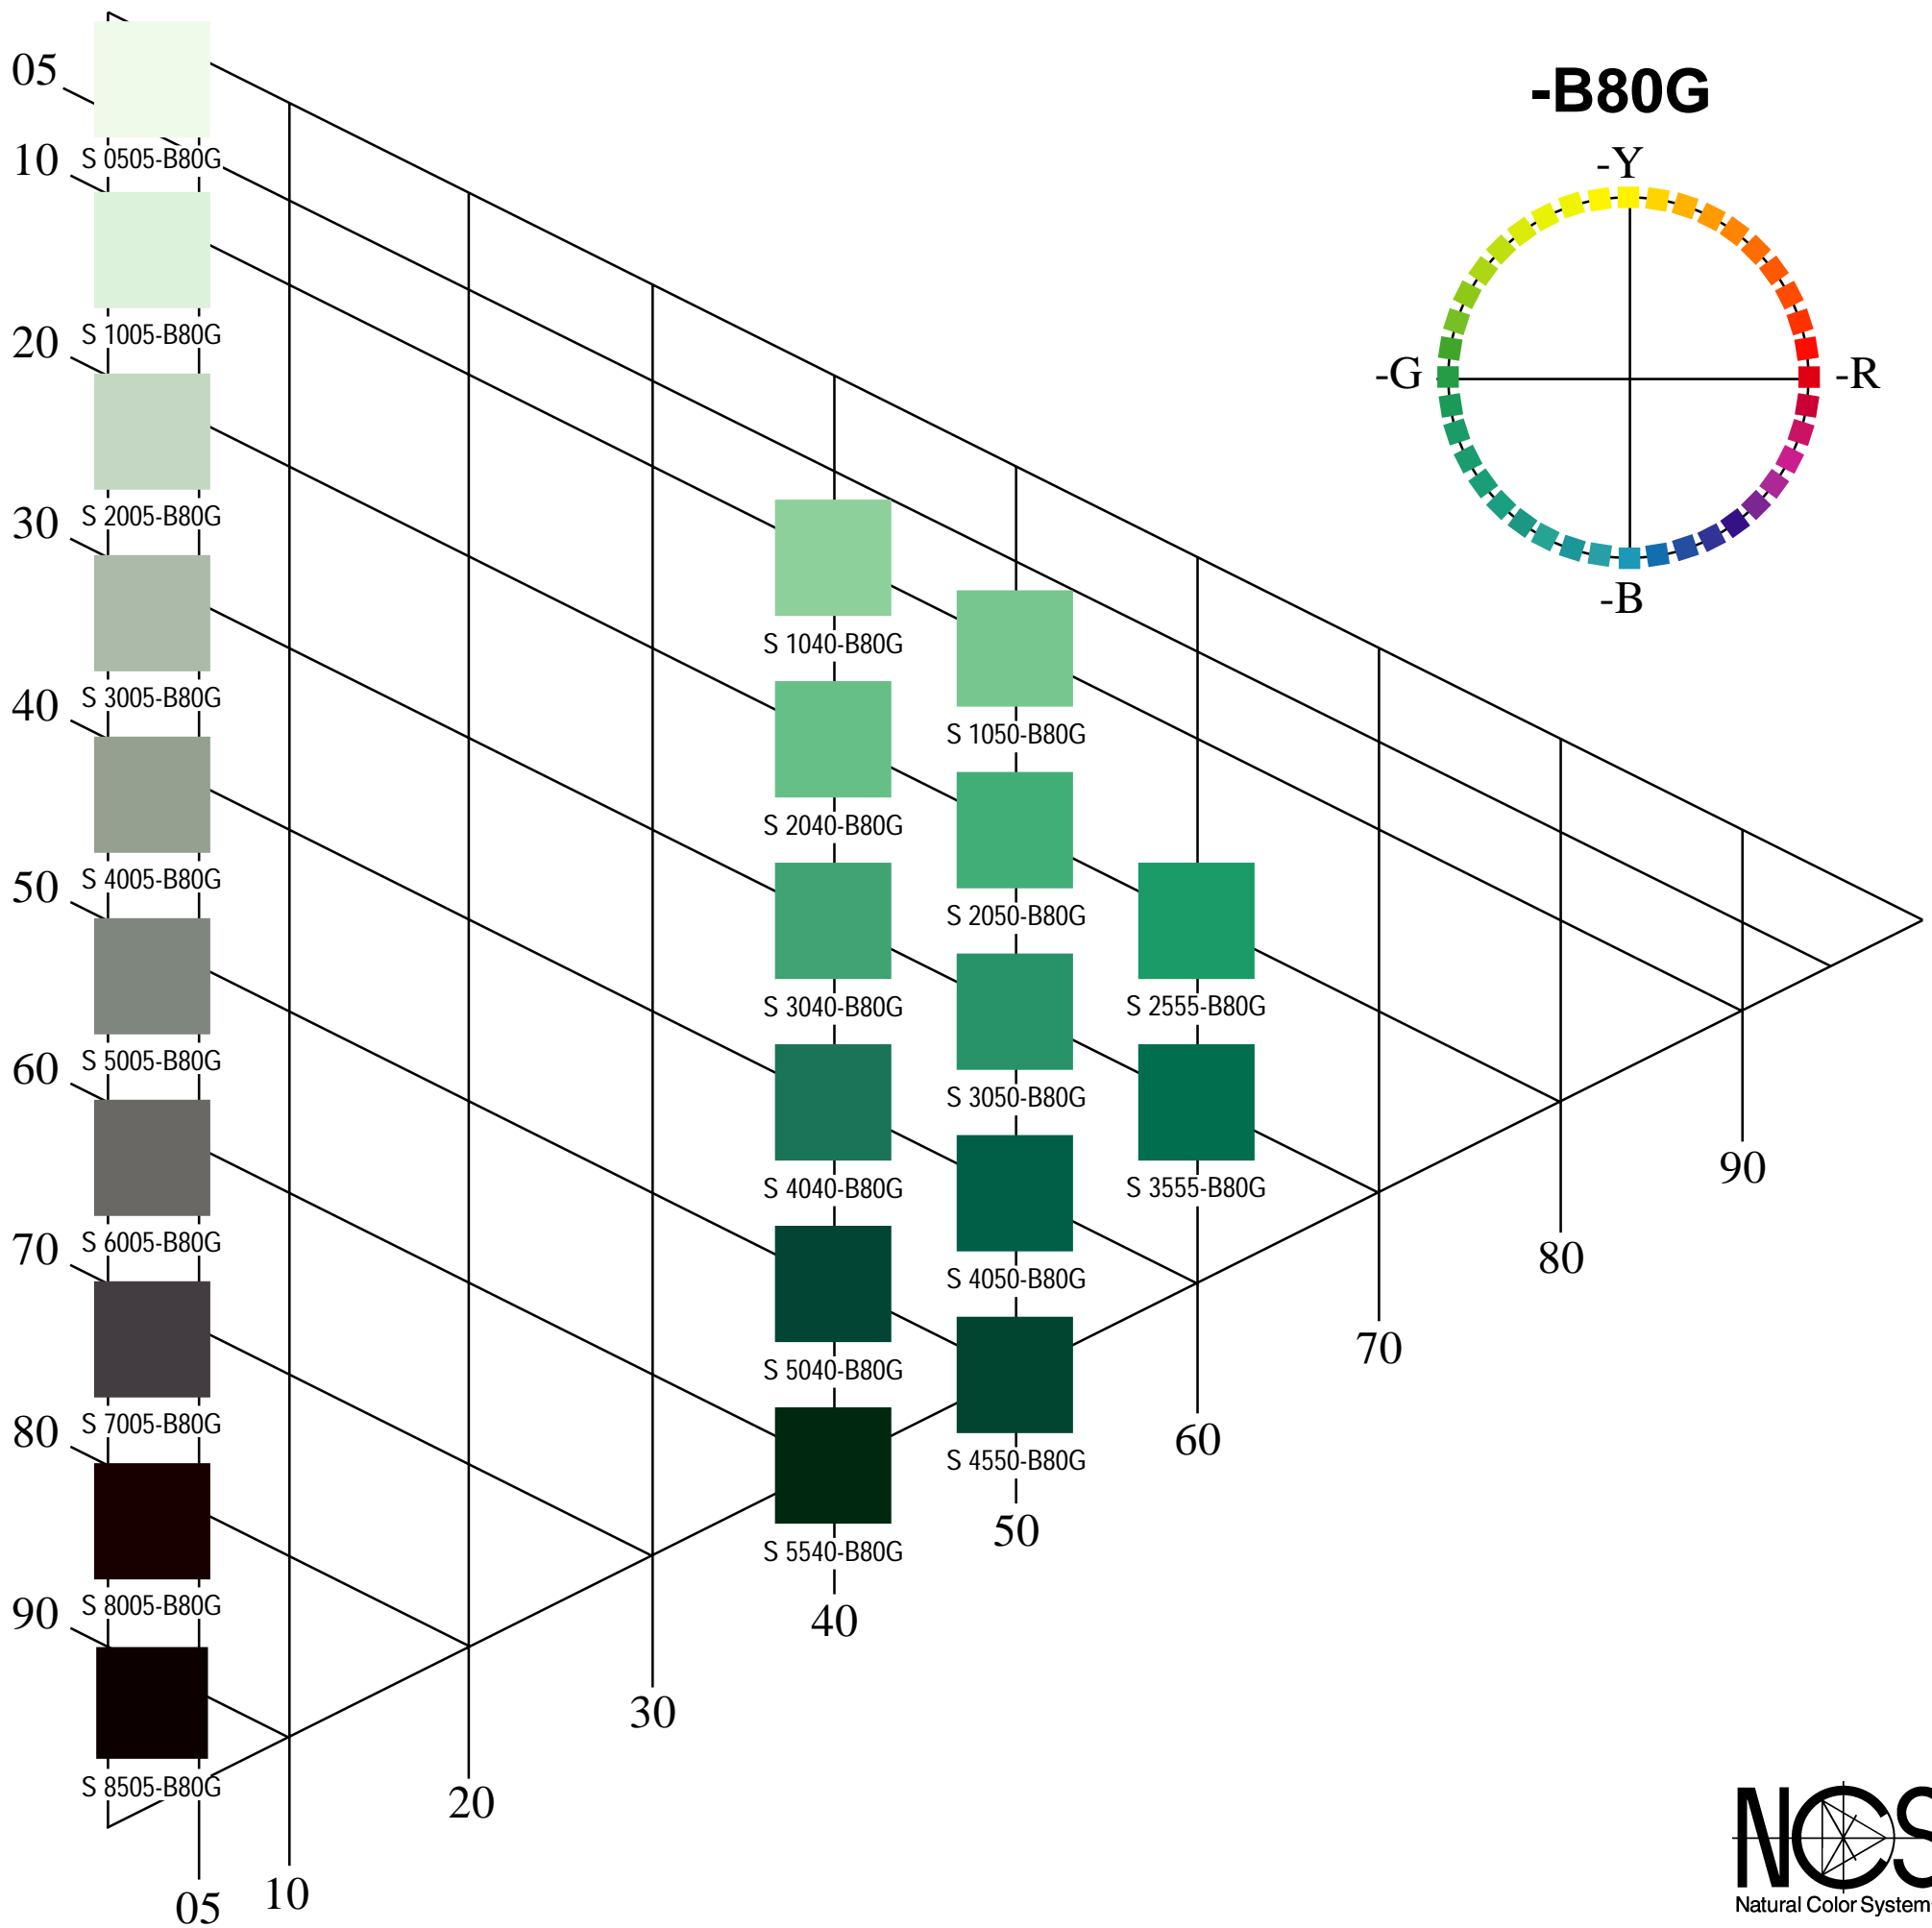 -B80G
-Y
-G
-R
-B
05
10
20
30
40
50
60
70
80
90
S 0505-B80G
S 1005-B80G
S 2005-B80G
S 3005-B80G
S 4005-B80G
S 5005-B80G
S 6005-B80G
S 7005-B80G
S 8005-B80G
S 8505-B80G
S 1040-B80G
S 2040-B80G
S 3040-B80G
S 4040-B80G
S 5040-B80G
S 5540-B80G
S 1050-B80G
S 2050-B80G
S 3050-B80G
S 4050-B80G
S 4550-B80G
S 2555-B80G
S 3555-B80G
05
10
20
30
40
50
60
70
80
90
NCS
Natural Color System